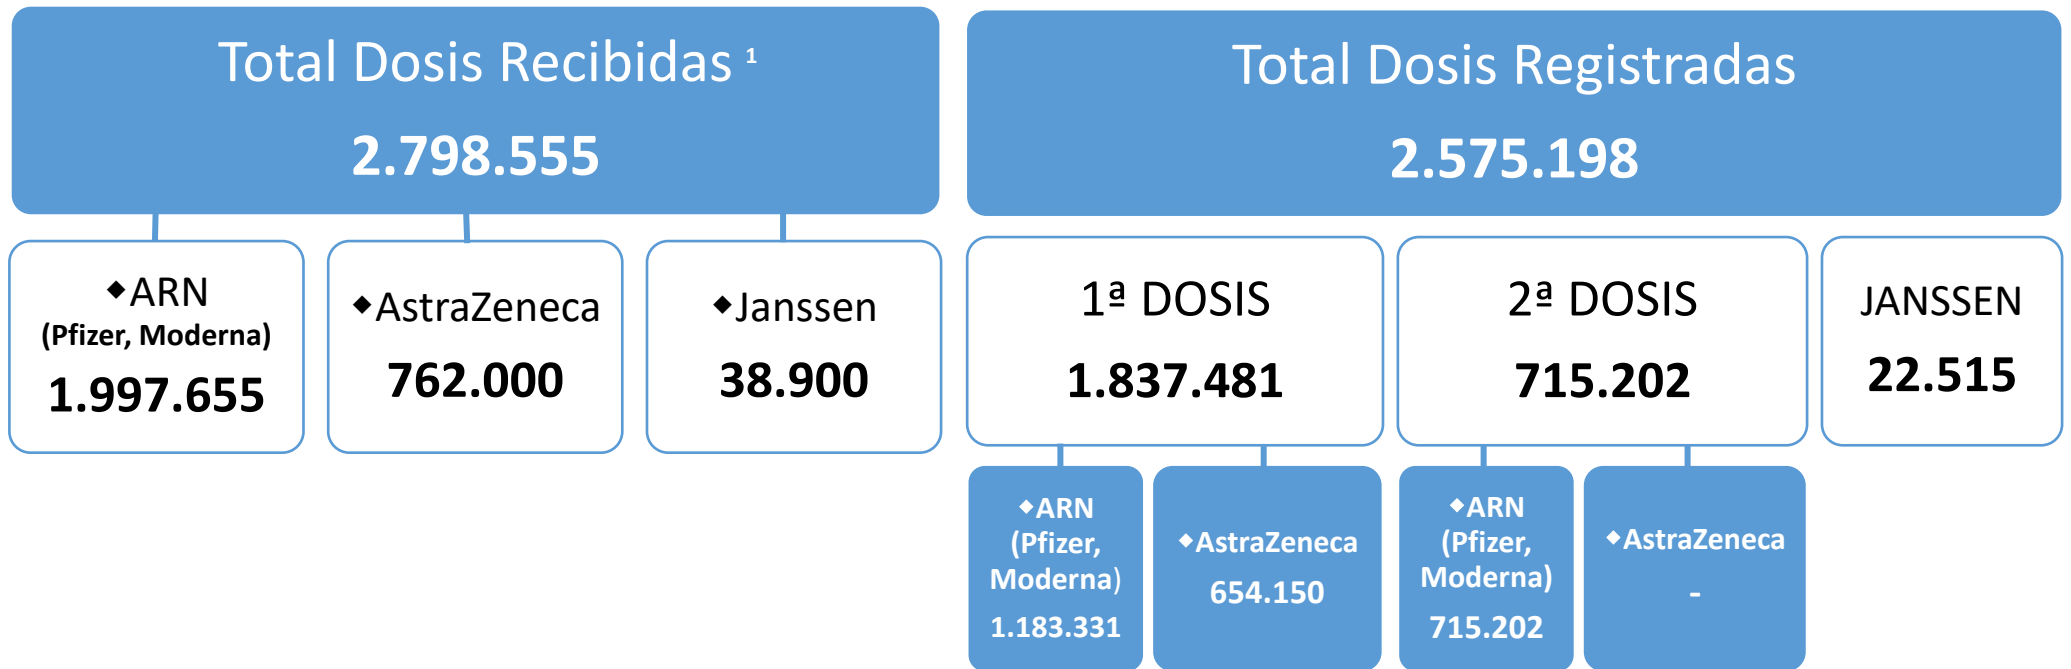 Total Dosis Recibidas ¹
2.798.555
◆ARN
(Pfizer, Moderna)
1.997.655
◆AstraZeneca
762.000
◆Janssen
38.900
Total Dosis Registradas
2.575.198
1ª DOSIS
1.837.481
2ª DOSIS
715.202
JANSSEN
22.515
◆ARN
(Pfizer,
Moderna)
1.183.331
◆AstraZeneca
654.150
◆ARN
(Pfizer,
Moderna)
715.202
◆AstraZeneca
-